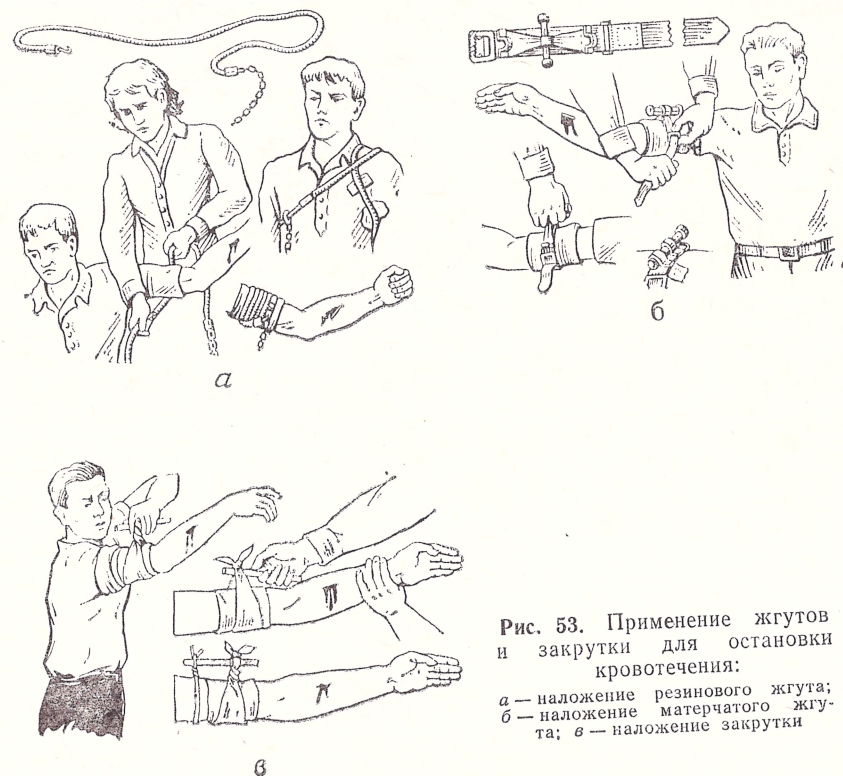 а
б
в
Рис. 53. Применение жгутов
и закрутки для остановки
кровотечения:
а — наложение резинового жгута;
б — наложение матерчатого жгу-
та; в — наложение закрутки